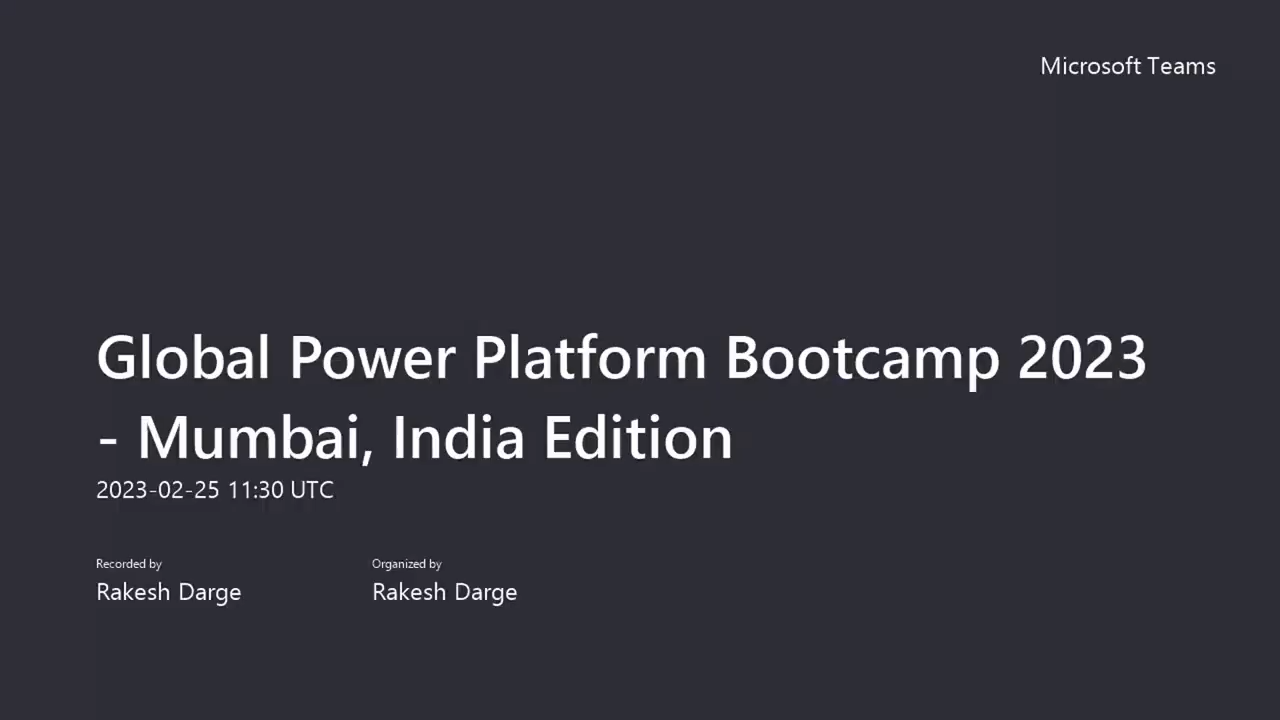 Microsoft Teams
Global Power Platform Bootcamp 2023
- Mumbai, India Edition
2023-02-25 11:30 UTC
Recorded by
Rakesh Darge
Organized by
Rakesh Darge